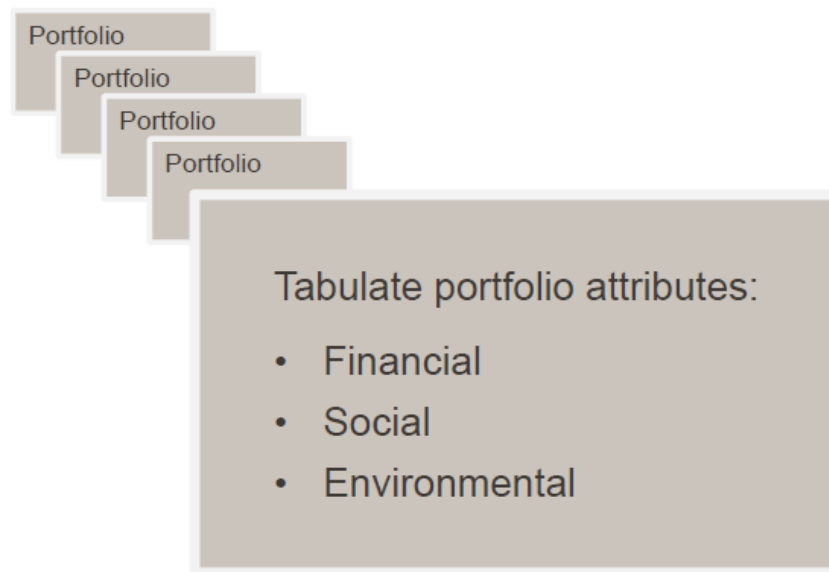 Portfolio
Portfolio
Portfolio
Portfolio
Tabulate portfolio attributes:
• Financial
• Social
• Environmental